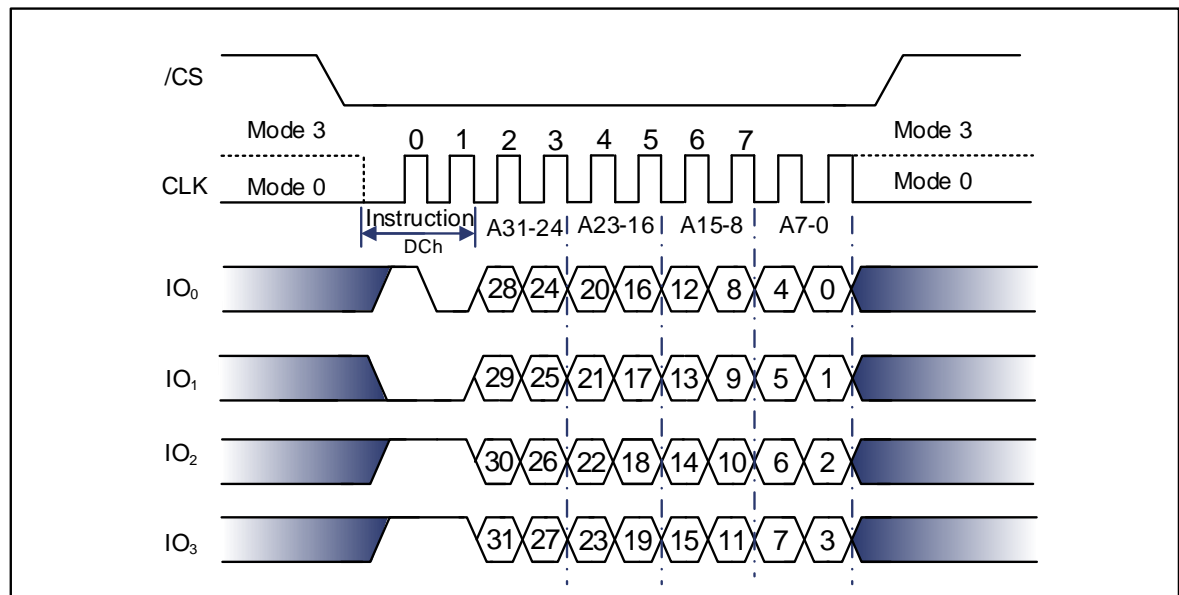 /CS
Mode 3 0 1 2 3 4 5 6 7 Mode 3
CLK Mode 0 Mode 0
Instruction A31-24 A23-16 A15-8 A7-0
DCh
IO₀ 28 24 20 16 12 8 4 0
IO₁ 29 25 21 17 13 9 5 1
IO₂ 30 26 22 18 14 10 6 2
IO₃ 31 27 23 19 15 11 7 3